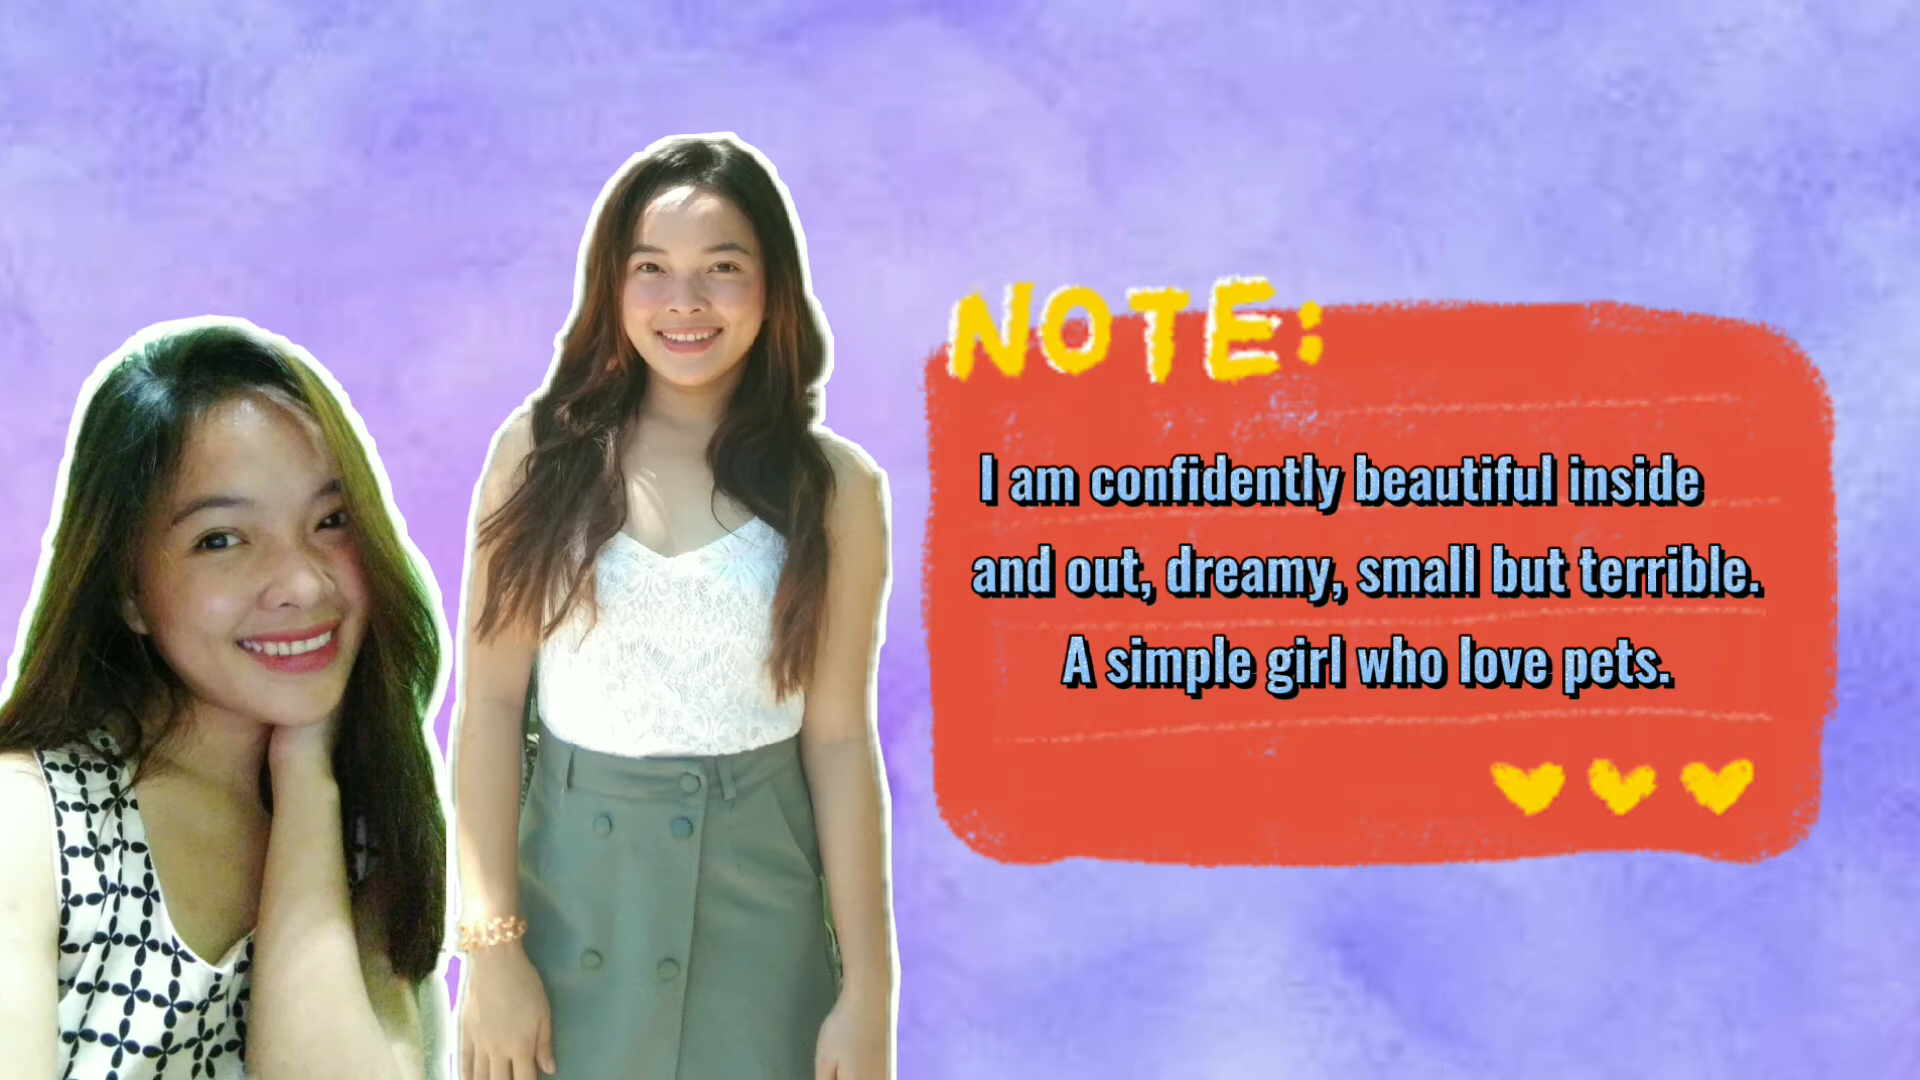 NOTE:
I am confidently beautiful inside
and out, dreamy, small but terrible.
A simple girl who love pets.